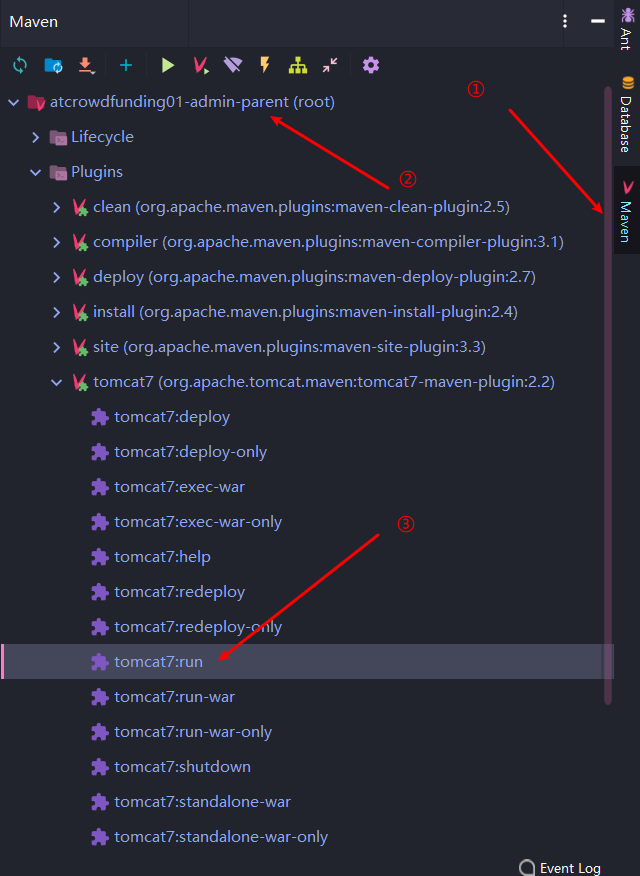 Maven
Ant
①
atcrowdfunding01-admin-parent (root)
Database
Lifecycle
②
Plugins
Maven
clean (org.apache.maven.plugins:maven-clean-plugin:2.5)
compiler (org.apache.maven.plugins:maven-compiler-plugin:3.1)
deploy (org.apache.maven.plugins:maven-deploy-plugin:2.7)
install (org.apache.maven.plugins:maven-install-plugin:2.4)
site (org.apache.maven.plugins:maven-site-plugin:3.3)
tomcat7 (org.apache.tomcat.maven:tomcat7-maven-plugin:2.2)
tomcat7:deploy
tomcat7:deploy-only
tomcat7:exec-war
tomcat7:exec-war-only
③
tomcat7:help
tomcat7:redeploy
tomcat7:redeploy-only
tomcat7:run
tomcat7:run-war
tomcat7:run-war-only
tomcat7:shutdown
tomcat7:standalone-war
tomcat7:standalone-war-only
Event Log